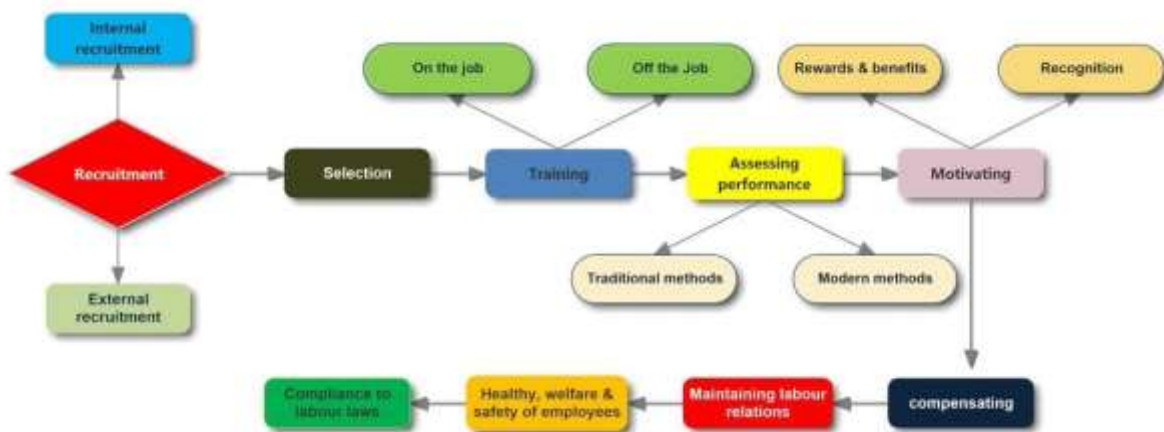 Internal
recruitment
On the job
Off the Job
Rewards & benefits
Recognition
Recruitment
Selection
Training
Assessing
performance
Motivating
Traditional methods
Modern methods
External
recruitment
Compliance to
labour laws
Healthy, welfare &
safety of employees
Maintaining labour
relations
compensating